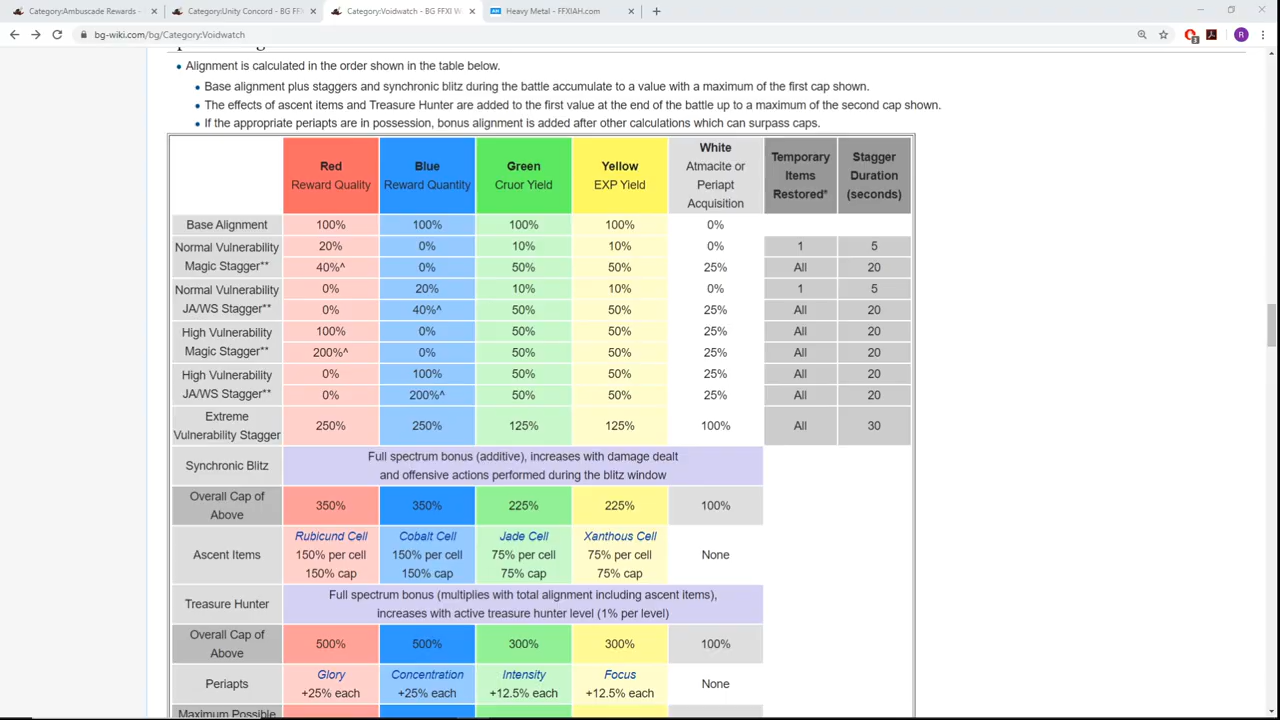 Category:Ambuscade Rewards -
Category:Unity Concord - BG FFX
Category:Voidwatch - BG FFXI W
Heavy Metal - FFXIAH.com
bg-wiki.com/bg/Category:Voidwatch
Alignment is calculated in the order shown in the table below.
Base alignment plus staggers and synchronic blitz during the battle accumulate to a value with a maximum of the first cap shown.
The effects of ascent items and Treasure Hunter are added to the first value at the end of the battle up to a maximum of the second cap shown.
If the appropriate periapts are in possession, bonus alignment is added after other calculations which can surpass caps.
Red Reward Quality
Blue Reward Quantity
Green Cruor Yield
Yellow EXP Yield
White Atmacite or Periapt Acquisition
Temporary Items Restored*
Stagger Duration (seconds)
Base Alignment 100% 100% 100% 100% 0%
Normal Vulnerability 20% 0% 10% 10% 0% 1 5
Magic Stagger** 40%^ 0% 50% 50% 25% All 20
Normal Vulnerability 0% 20% 10% 10% 0% 1 5
JA/WS Stagger** 0% 40%^ 50% 50% 25% All 20
High Vulnerability 100% 0% 50% 50% 25% All 20
Magic Stagger** 200%^ 0% 50% 50% 25% All 20
High Vulnerability 0% 100% 50% 50% 25% All 20
JA/WS Stagger** 0% 200%^ 50% 50% 25% All 20
Extreme Vulnerability Stagger 250% 250% 125% 125% 100% All 30
Synchronic Blitz
Full spectrum bonus (additive), increases with damage dealt
and offensive actions performed during the blitz window
Overall Cap of Above 350% 350% 225% 225% 100%
Ascent Items
Rubicund Cell Cobalt Cell Jade Cell Xanthous Cell
150% per cell 150% per cell 75% per cell 75% per cell None
150% cap 150% cap 75% cap 75% cap
Treasure Hunter
Full spectrum bonus (multiplies with total alignment including ascent items),
increases with active treasure hunter level (1% per level)
Overall Cap of Above 500% 500% 300% 300% 100%
Periapts
Glory Concentration Intensity Focus None
+25% each +25% each +12.5% each +12.5% each
Maximum Possible